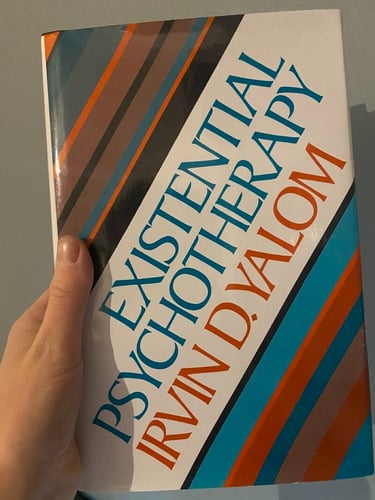 EXISTENTIAL
PSYCHOTHERAPY
IRVIN D. YALOM